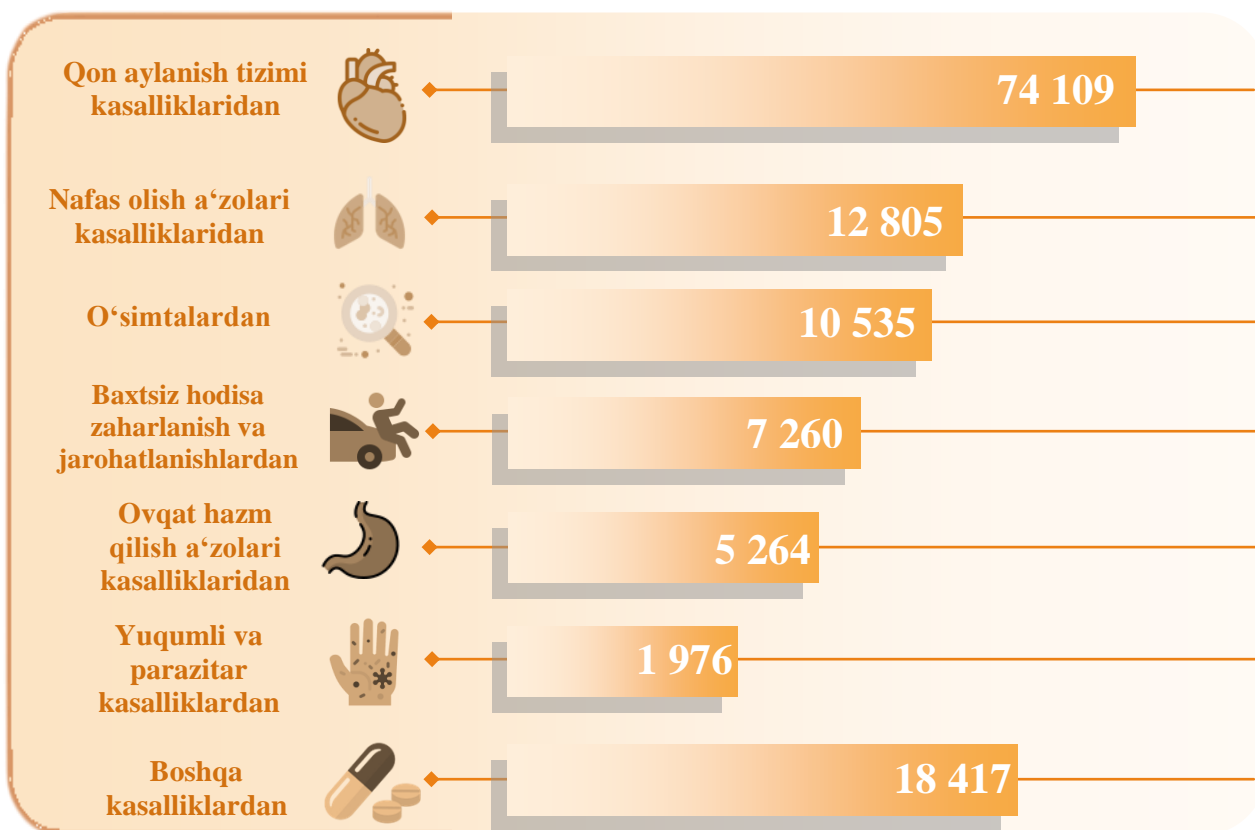 Qon aylanish tizimi
kasalliklaridan
74 109
Nafas olish a‘zolari
kasalliklaridan
12 805
O‘simtalardan
10 535
Baxtsiz hodisa
zaharlanish va
jarohatlanishlardan
7 260
Ovqat hazm
qilish a‘zolari
kasalliklaridan
5 264
Yuqumli va
parazitar
kasalliklardan
1 976
Boshqa
kasalliklardan
18 417